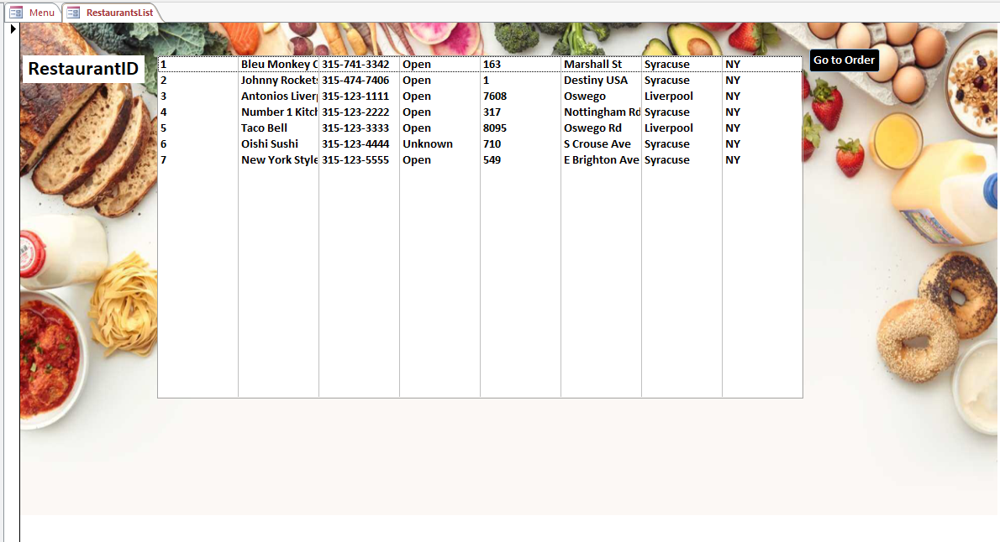 Menu RestaurantsList
RestaurantID
1 Bleu Monkey C 315-741-3342 Open 163 Marshall St Syracuse NY
2 Johnny Rockets 315-474-7406 Open 1 Destiny USA Syracuse NY
3 Antonios Liver 315-123-1111 Open 7608 Oswego Liverpool NY
4 Number 1 Kitch 315-123-2222 Open 317 Nottingham Rd Syracuse NY
5 Taco Bell 315-123-3333 Open 8095 Oswego Rd Liverpool NY
6 Oishi Sushi 315-123-4444 Unknown 710 S Crouse Ave Syracuse NY
7 New York Style 315-123-5555 Open 549 E Brighton Ave Syracuse NY
Go to Order